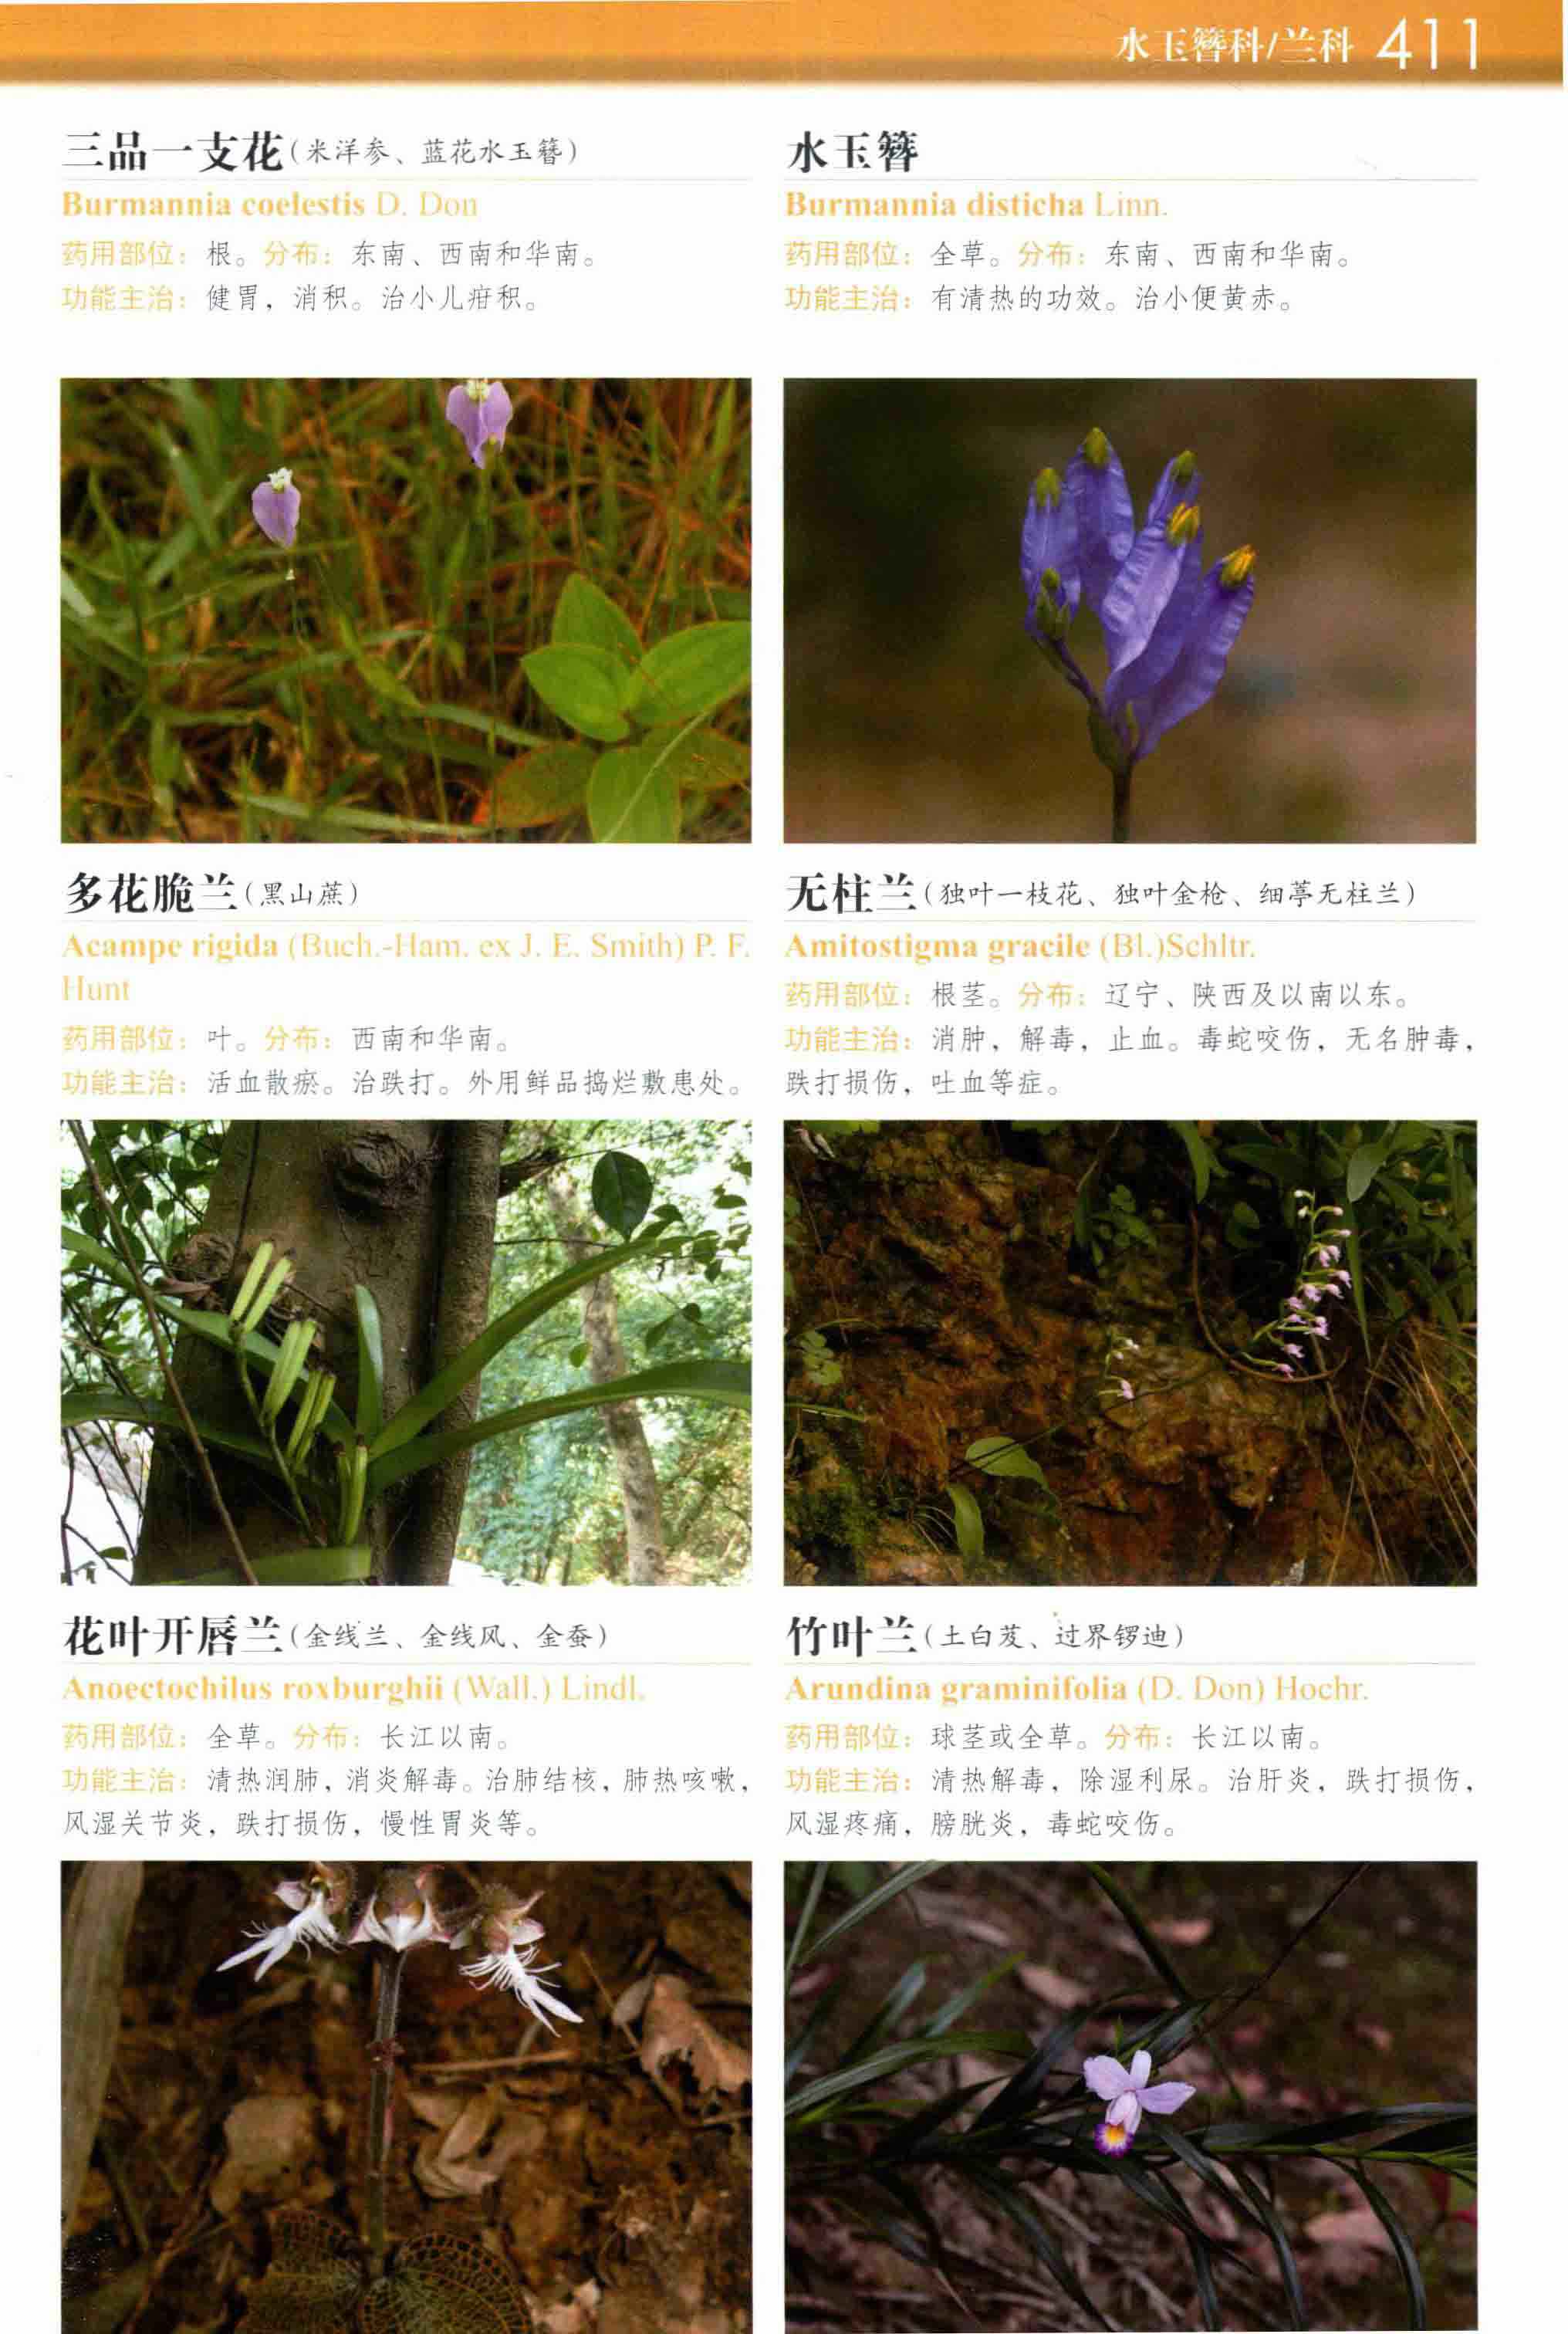 水玉簪科/兰科 411
三品一支花(米洋参、蓝花水玉簪)
Burmannia coelestis D. Don
药用部位：根。分布：东南、西南和华南。
功能主治：健胃，消积。治小儿疳积。
水玉簪
Burmannia disticha Linn.
药用部位：全草。分布：东南、西南和华南。
功能主治：有清热的功效。治小便黄赤。
多花脆兰(黑山蔗)
Acampe rigida (Buch.-Ham. ex J. E. Smith) P. F.
Hunt
药用部位：叶。分布：西南和华南。
功能主治：活血散瘀。治跌打。外用鲜品捣烂敷患处。
无柱兰(独叶一枝花、独叶金枪、细葶无柱兰)
Amitostigma gracile (Bl.)Schltr.
药用部位：根茎。分布：辽宁、陕西及以南以东。
功能主治：消肿，解毒，止血。毒蛇咬伤，无名肿毒，
跌打损伤，吐血等症。
花叶开唇兰(金线兰、金线风、金蚕)
Anoectochilus roxburghii (Wall.) Lindl.
药用部位：全草。分布：长江以南。
功能主治：清热润肺，消炎解毒。治肺结核，肺热咳嗽，
风湿关节炎，跌打损伤，慢性胃炎等。
竹叶兰(土白芨、过界锣迪)
Arundina graminifolia (D. Don) Hochr.
药用部位：球茎或全草。分布：长江以南。
功能主治：清热解毒，除湿利尿。治肝炎，跌打损伤，
风湿疼痛，膀胱炎，毒蛇咬伤。